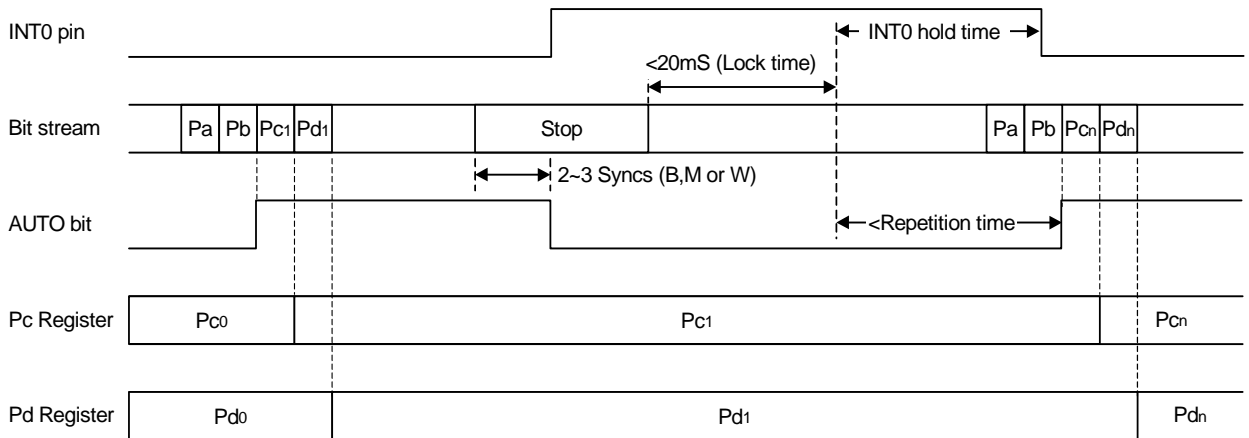 INT0 pin
INT0 hold time
<20mS (Lock time)
Bit stream Pa Pb Pc1 Pd1 Stop Pa Pb Pcn Pdn
2~3 Syncs (B,M or W)
AUTO bit
<Repetition time
Pc Register Pc0 Pc1 Pcn
Pd Register Pd0 Pd1 Pdn